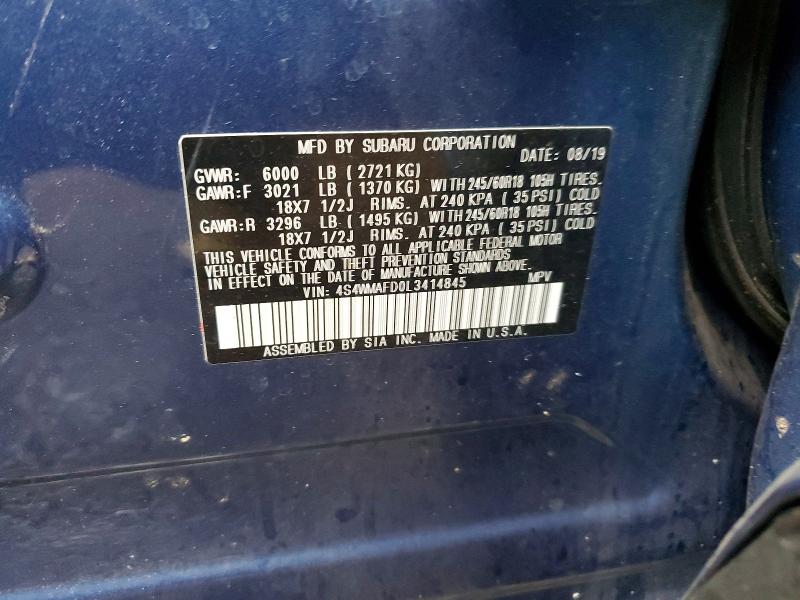 MFD BY SUBARU CORPORATION
DATE: 08/19
GVWR: 6000 LB ( 2721 KG)
GAWR:F 3021 LB ( 1370 KG) WITH 245/60R18 105H TIRES.
18X7 1/2J RIMS. AT 240 KPA ( 35 PSI) COLD
GAWR:R 3296 LB ( 1495 KG) WITH 245/60R18 105H TIRES.
18X7 1/2J RIMS. AT 240 KPA ( 35 PSI) COLD
THIS VEHICLE CONFORMS TO ALL APPLICABLE FEDERAL MOTOR
VEHICLE SAFETY AND THEFT PREVENTION STANDARDS
IN EFFECT ON THE DATE OF MANUFACTURE SHOWN ABOVE.
VIN: 4S4WMAFD0L3414845 MPV
ASSEMBLED BY SIA INC. MADE IN U.S.A.